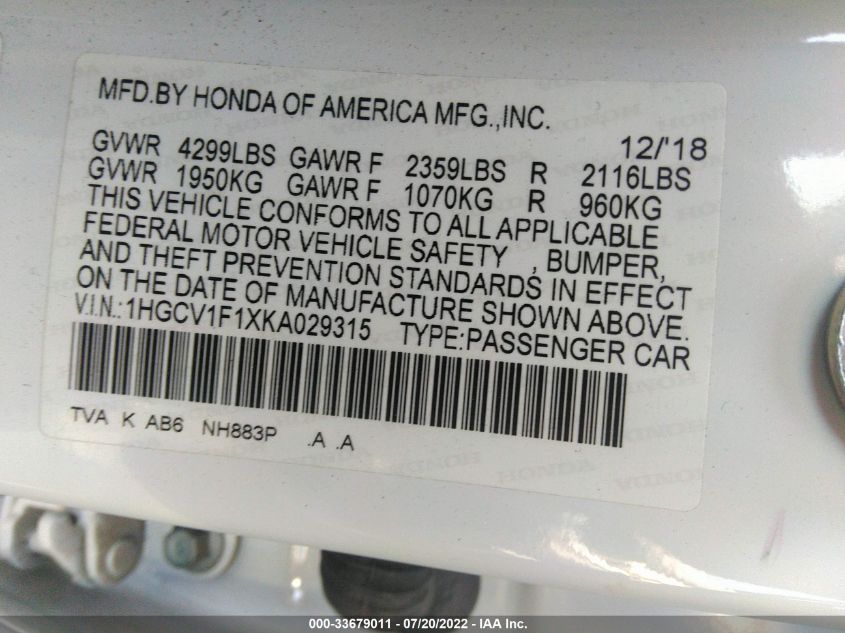 MFD.BY HONDA OF AMERICA MFG.,INC.
12/'18
GVWR 4299LBS GAWR F 2359LBS R 2116LBS
GVWR 1950KG GAWR F 1070KG R 960KG
THIS VEHICLE CONFORMS TO ALL APPLICABLE
FEDERAL MOTOR VEHICLE SAFETY , BUMPER,
AND THEFT PREVENTION STANDARDS IN EFFECT
ON THE DATE OF MANUFACTURE SHOWN ABOVE.
V.I.N.:1HGCV1F1XKA029315 TYPE:PASSENGER CAR
TVA K AB6 NH883P .A .A
HONDA HONDA HONDA
000-33679011 - 07/20/2022 - IAA Inc.